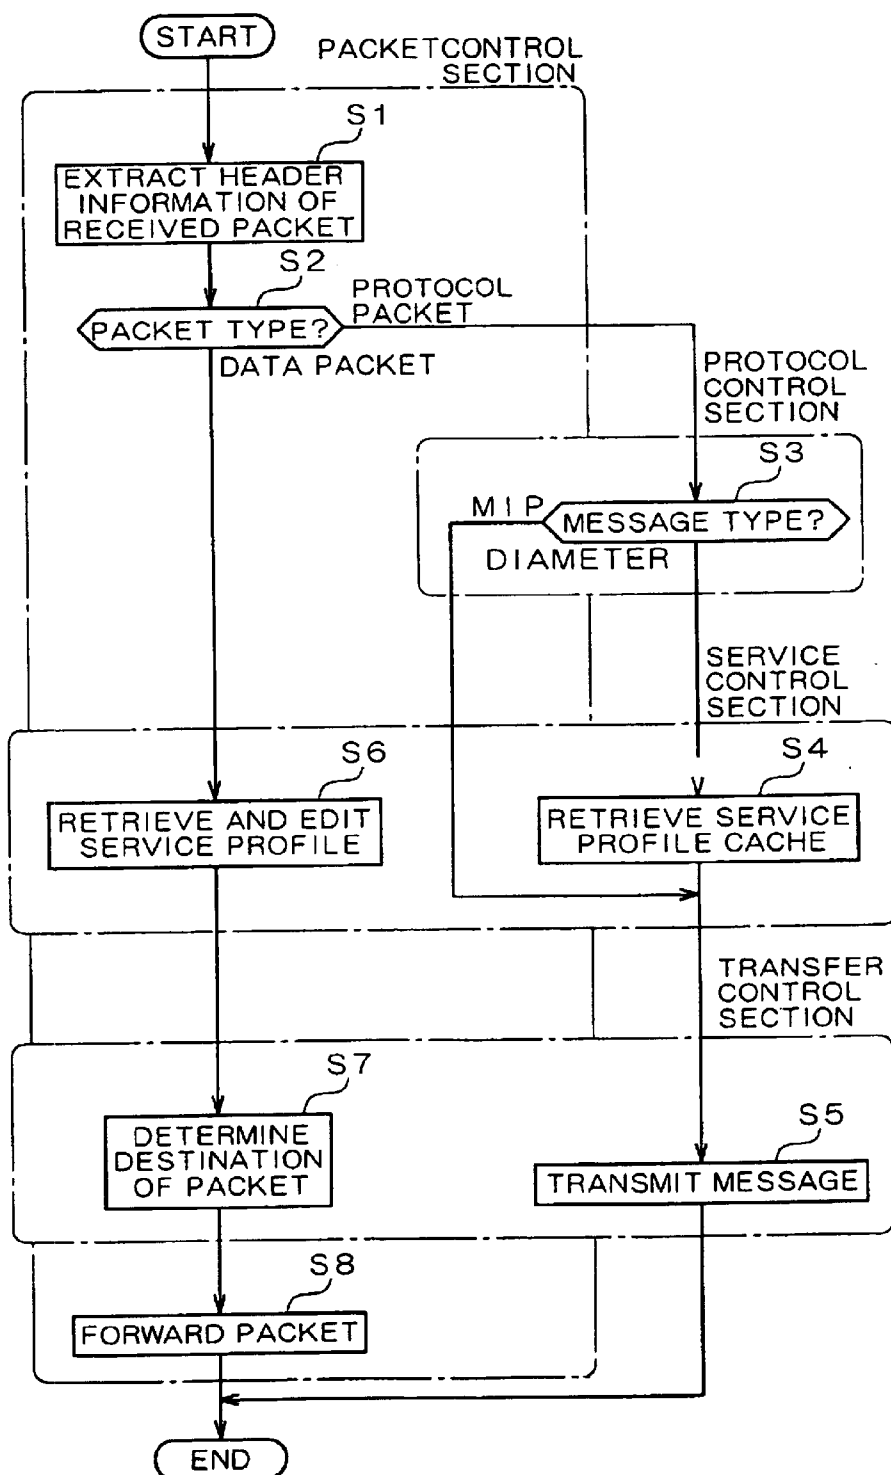 START
PACKETCONTROL
SECTION
S1
EXTRACT HEADER
INFORMATION OF
RECEIVED PACKET
S2
PROTOCOL
PACKET
PACKET TYPE?
DATA PACKET
PROTOCOL
CONTROL
SECTION
S3
MIP
MESSAGE TYPE?
DIAMETER
SERVICE
CONTROL
SECTION
S6
S4
RETRIEVE AND EDIT
SERVICE PROFILE
RETRIEVE SERVICE
PROFILE CACHE
TRANSFER
CONTROL
SECTION
S7
DETERMINE
DESTINATION
OF PACKET
S5
TRANSMIT MESSAGE
S8
FORWARD PACKET
END